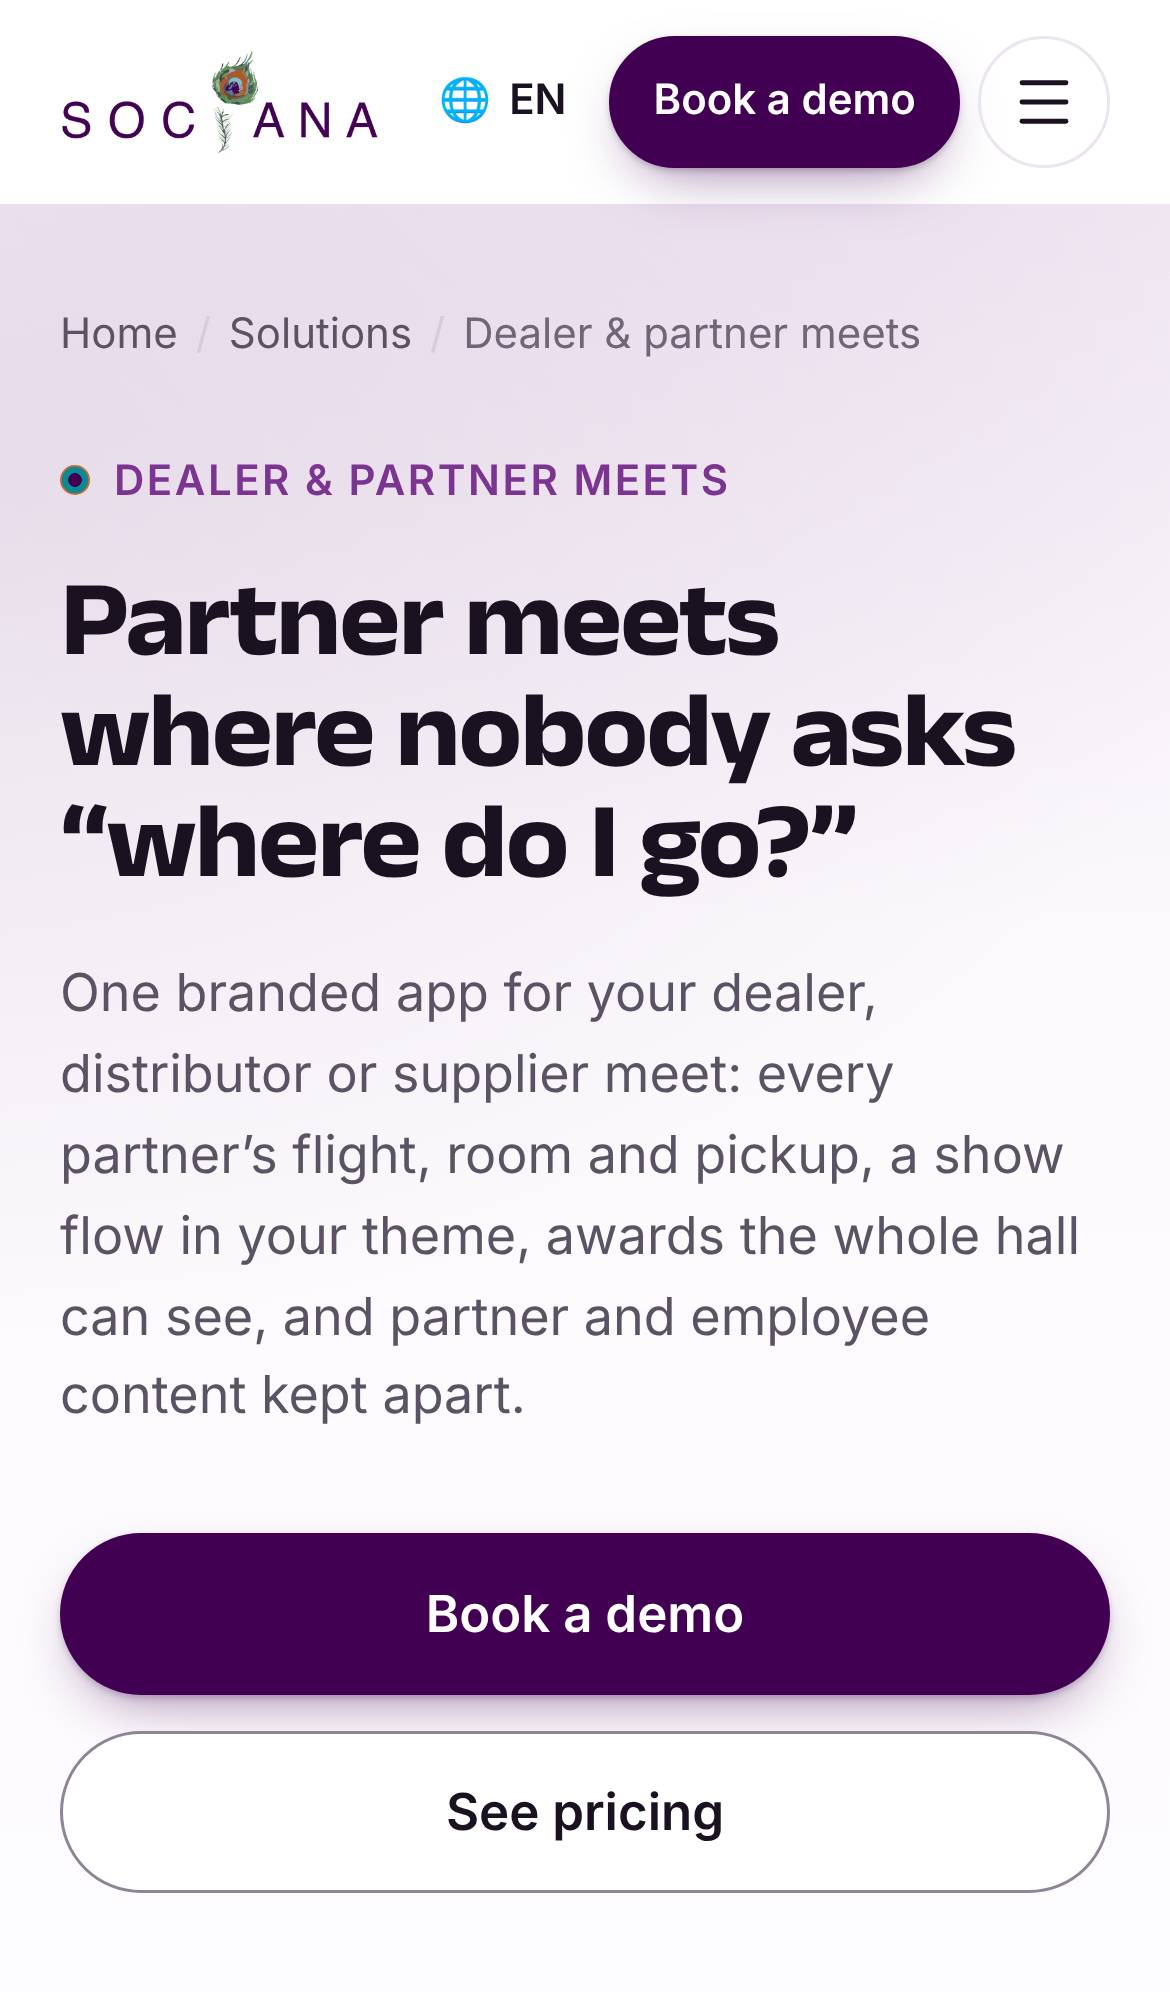 SOCIANA
🌐 EN
Book a demo
Home / Solutions / Dealer & partner meets
DEALER & PARTNER MEETS
Partner meets
where nobody asks
“where do I go?”
One branded app for your dealer,
distributor or supplier meet: every
partner’s flight, room and pickup, a show
flow in your theme, awards the whole hall
can see, and partner and employee
content kept apart.
Book a demo
See pricing